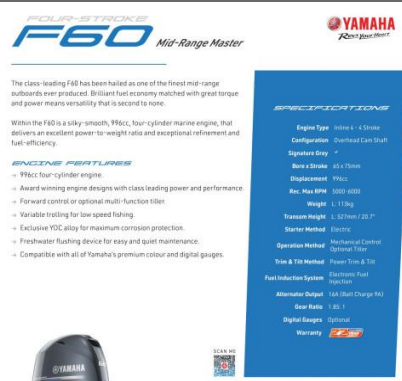 FOUR-STROKE
F60 Mid-Range Master
YAMAHA
Revs Your Heart
The class-leading F60 has been hailed as one of the finest mid-range
outboards ever produced. Brilliant fuel economy matched with great torque
and power means versatility that is second to none.
Within the F60 is a silky-smooth, 996cc, four-cylinder marine engine, that
delivers an excellent power-to-weight ratio and exceptional refinement and
fuel-efficiency.
ENGINE FEATURES
→ 996cc four-cylinder engine.
→ Award winning engine designs with class leading power and performance.
→ Forward control or optional multi-function tiller.
→ Variable trolling for low speed fishing.
→ Exclusive YDC alloy for maximum corrosion protection.
→ Freshwater flushing device for easy and quiet maintenance.
→ Compatible with all of Yamaha's premium colour and digital gauges.
SPECIFICATIONS
Engine Type Inline 4 - 4 Stroke
Configuration Overhead Cam Shaft
Signature Grey *
Bore x Stroke 65 x 75mm
Displacement 996cc
Rec. Max RPM 5000-6000
Weight L: 113kg
Transom Height L: 527mm / 20.7"
Starter Method Electric
Operation Method Mechanical Control
Optional Tiller
Trim & Tilt Method Power Trim & Tilt
Fuel Induction System Electronic Fuel
Injection
Alternator Output 16A (Batt Charge 9A)
Gear Ratio 1.85: 1
Digital Gauges Optional
Warranty
SCAN ME
YAMAHA